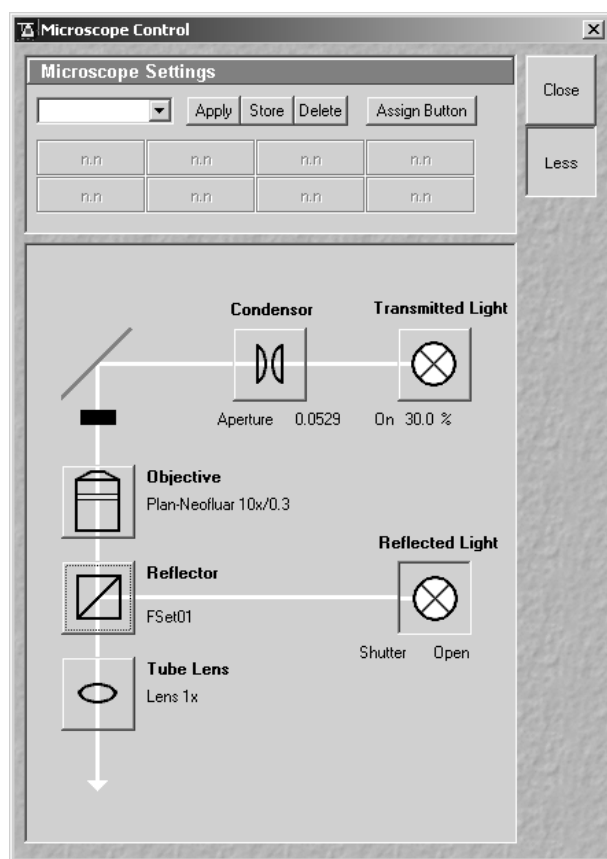 Microscope Control
Microscope Settings
Close
Apply Store Delete Assign Button
Less
n.n n.n n.n n.n
n.n n.n n.n n.n
Condensor Transmitted Light
Aperture 0.0529 On 30.0 %
Objective
Plan-Neofluar 10x/0.3
Reflected Light
Reflector
FSet01
Shutter Open
Tube Lens
Lens 1x